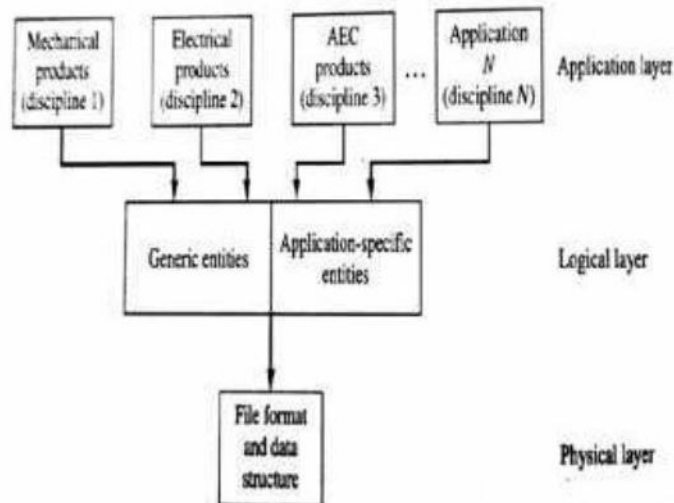 Mechanical
products
(discipline 1)
Electrical
products
(discipline 2)
AEC
products
(discipline 3)
...
Application
N
(discipline N)
Application layer
Generic entities
Application-specific
entities
Logical layer
File format
and data
structure
Physical layer